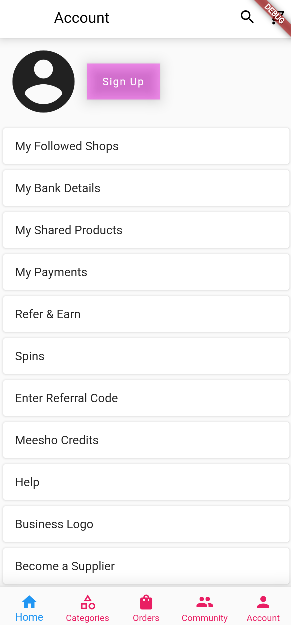 Account
DEBUG
Sign Up
My Followed Shops
My Bank Details
My Shared Products
My Payments
Refer & Earn
Spins
Enter Referral Code
Meesho Credits
Help
Business Logo
Become a Supplier
Home Categories Orders Community Account